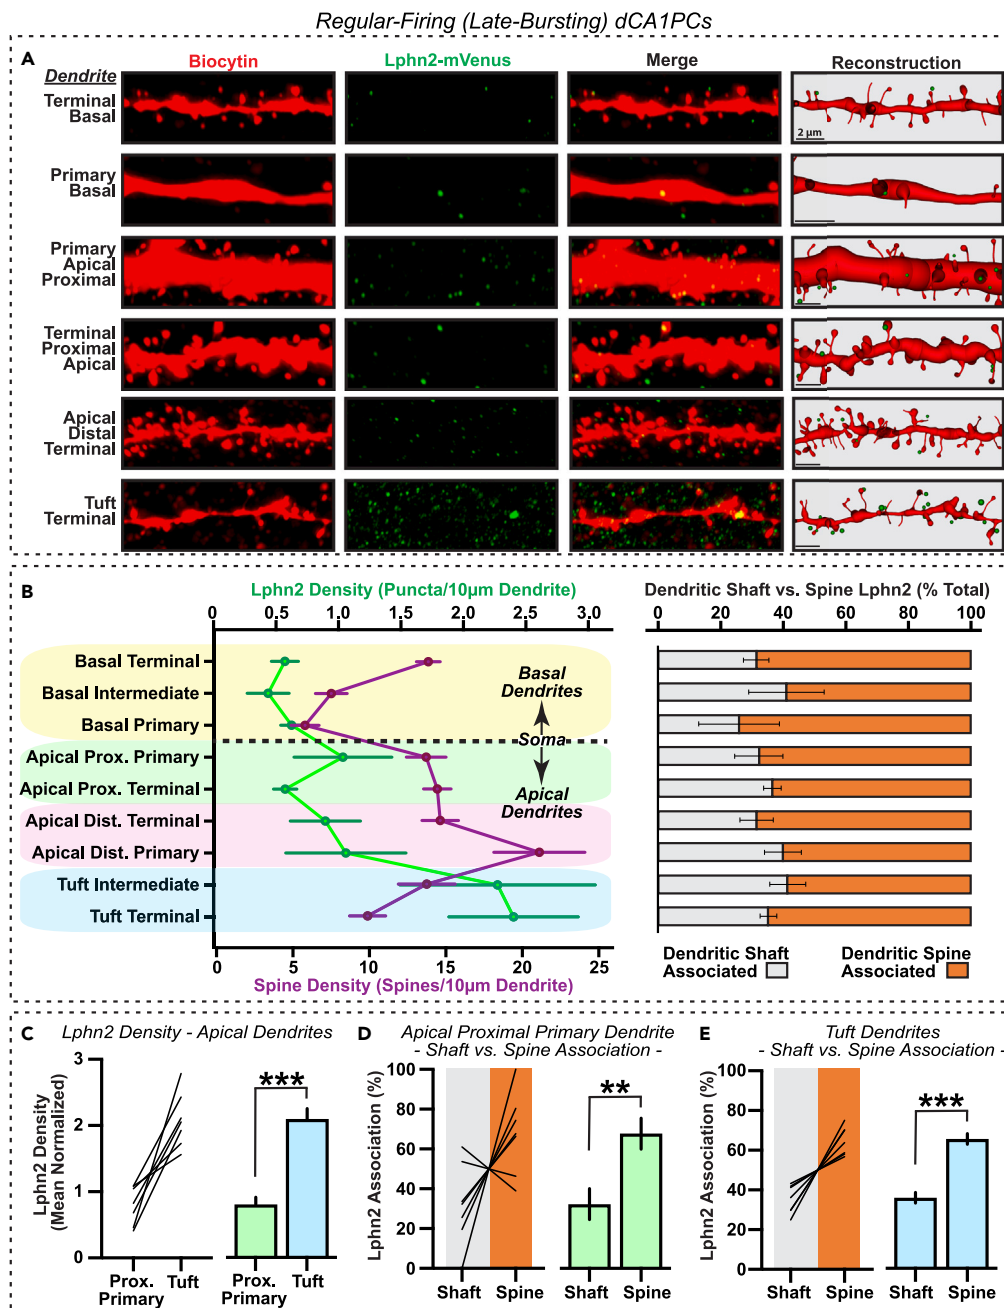 Regular-Firing (Late-Bursting) dCA1PCs
A
Dendrite
Biocytin
Lphn2-mVenus
Merge
Reconstruction
Terminal
Basal
2 µm
Primary
Basal
Primary
Apical
Proximal
Terminal
Proximal
Apical
Apical
Distal
Terminal
Tuft
Terminal
B
Lphn2 Density (Puncta/10µm Dendrite)
0 0.5 1.0 1.5 2.0 2.5 3.0
Basal Terminal
Basal Intermediate
Basal Primary
Apical Prox. Primary
Apical Prox. Terminal
Apical Dist. Terminal
Apical Dist. Primary
Tuft Intermediate
Tuft Terminal
Basal
Dendrites
Soma
Apical
Dendrites
0 5 10 15 20 25
Spine Density (Spines/10µm Dendrite)
Dendritic Shaft vs. Spine Lphn2 (% Total)
0 20 40 60 80 100
Dendritic Shaft
Associated
Dendritic Spine
Associated
C
Lphn2 Density - Apical Dendrites
Lphn2 Density
(Mean Normalized)
3
2
1
0
***
Prox.
Primary
Tuft
Prox.
Primary
Tuft
D
Apical Proximal Primary Dendrite
- Shaft vs. Spine Association -
Lphn2 Association (%)
100
80
60
40
20
0
**
Shaft Spine
Shaft Spine
E
Tuft Dendrites
- Shaft vs. Spine Association -
Lphn2 Association (%)
100
80
60
40
20
0
***
Shaft Spine
Shaft Spine